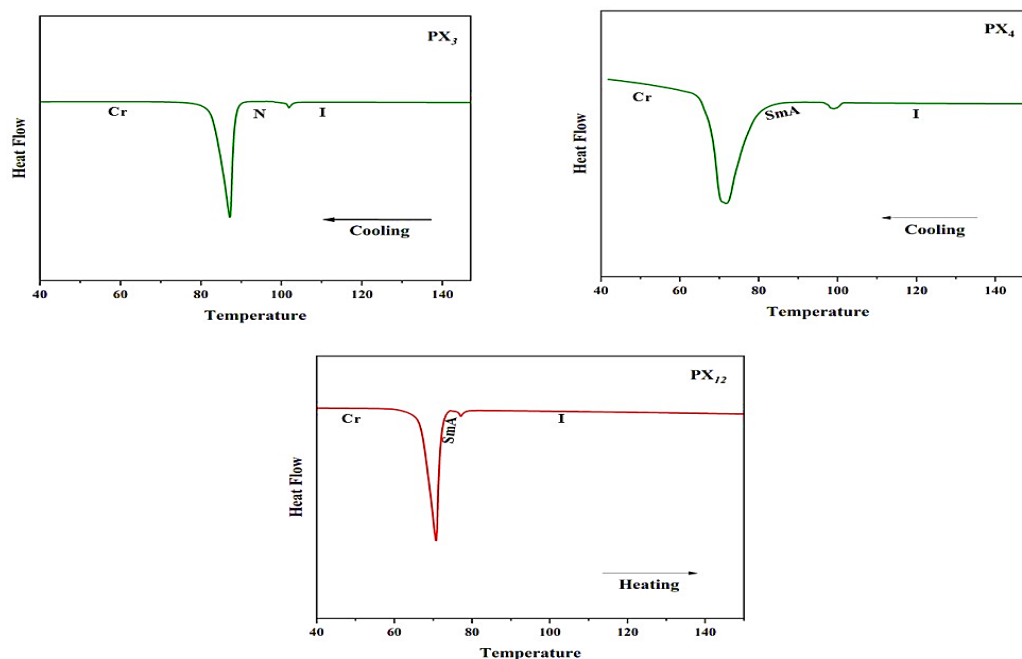 PX3
Heat Flow
Cr
N
I
Cooling
40 60 80 100 120 140
Temperature
PX4
Heat Flow
Cr
SmA
I
Cooling
40 60 80 100 120 140
Temperature
PX12
Heat Flow
Cr
SmA
I
Heating
40 60 80 100 120 140
Temperature